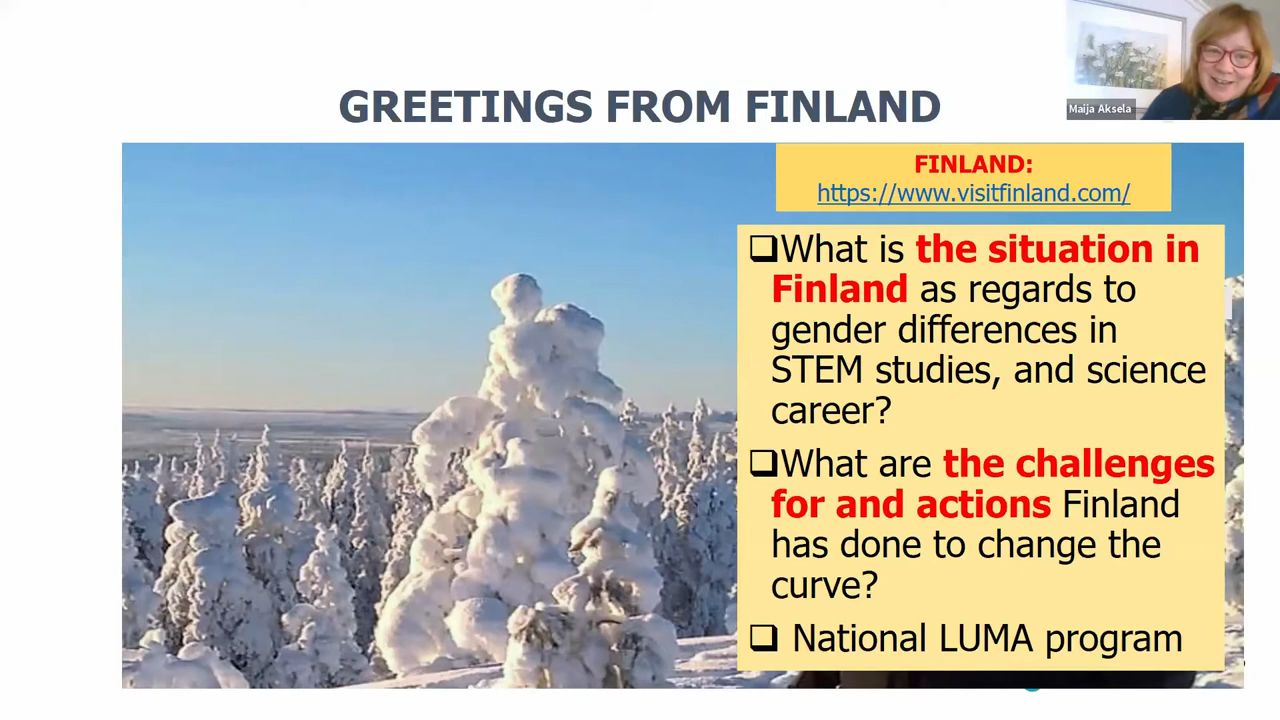 Maija Aksela
GREETINGS FROM FINLAND
FINLAND:
https://www.visitfinland.com/
What is the situation in
Finland as regards to
gender differences in
STEM studies, and science
career?
What are the challenges
for and actions Finland
has done to change the
curve?
National LUMA program